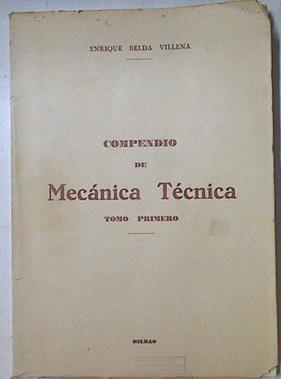 ENRIQUE BELDA VILLENA
COMPENDIO
DE
Mecánica Técnica
TOMO PRIMERO
BILBAO